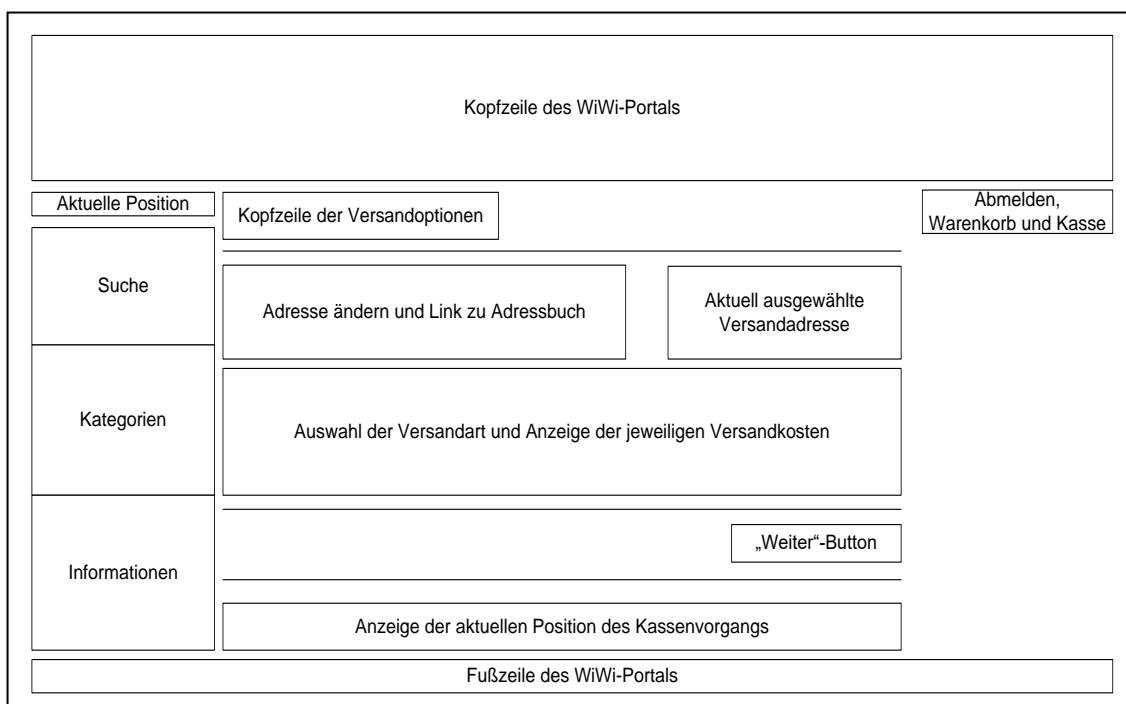 Kopfzeile des WiWi-Portals
Aktuelle Position
Kopfzeile der Versandoptionen
Abmelden,
Warenkorb und Kasse
Suche
Adresse ändern und Link zu Adressbuch
Aktuell ausgewählte
Versandadresse
Kategorien
Auswahl der Versandart und Anzeige der jeweiligen Versandkosten
„Weiter“-Button
Informationen
Anzeige der aktuellen Position des Kassenvorgangs
Fußzeile des WiWi-Portals